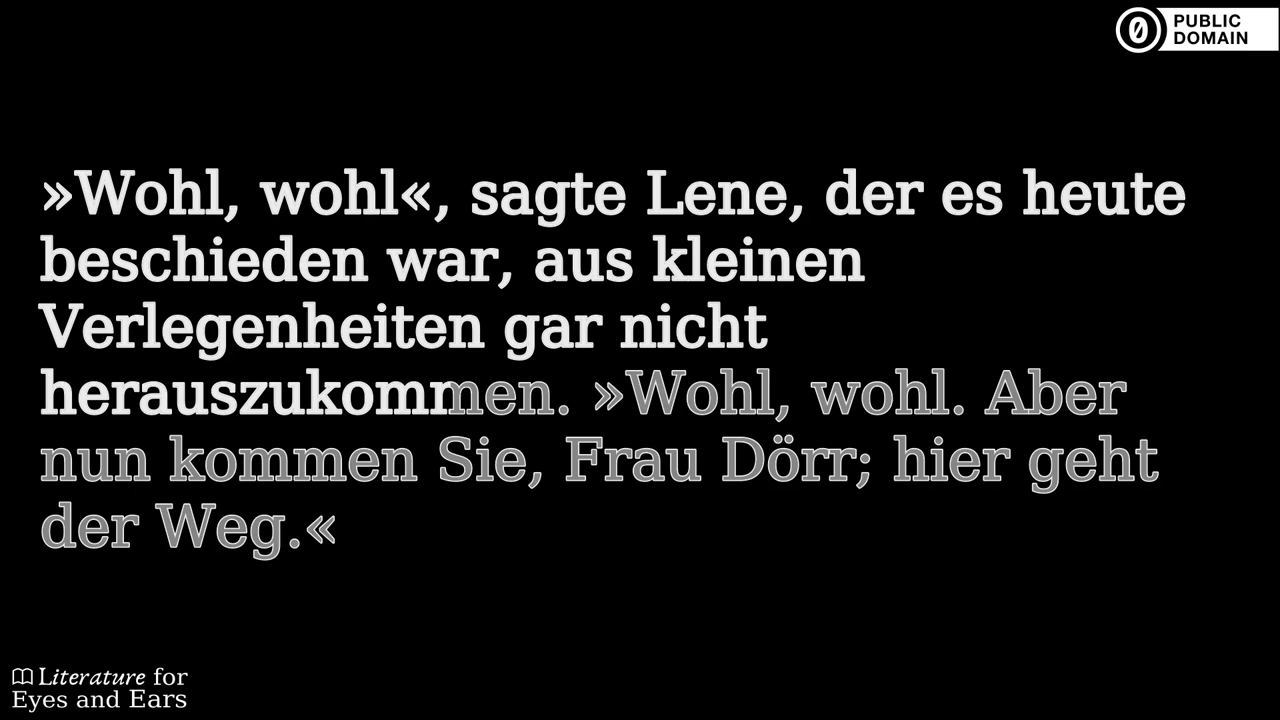 PUBLIC
DOMAIN
»Wohl, wohl«, sagte Lene, der es heute
beschieden war, aus kleinen
Verlegenheiten gar nicht
herauszukommen. »Wohl, wohl. Aber
nun kommen Sie, Frau Dörr; hier geht
der Weg.«
Literature for
Eyes and Ears